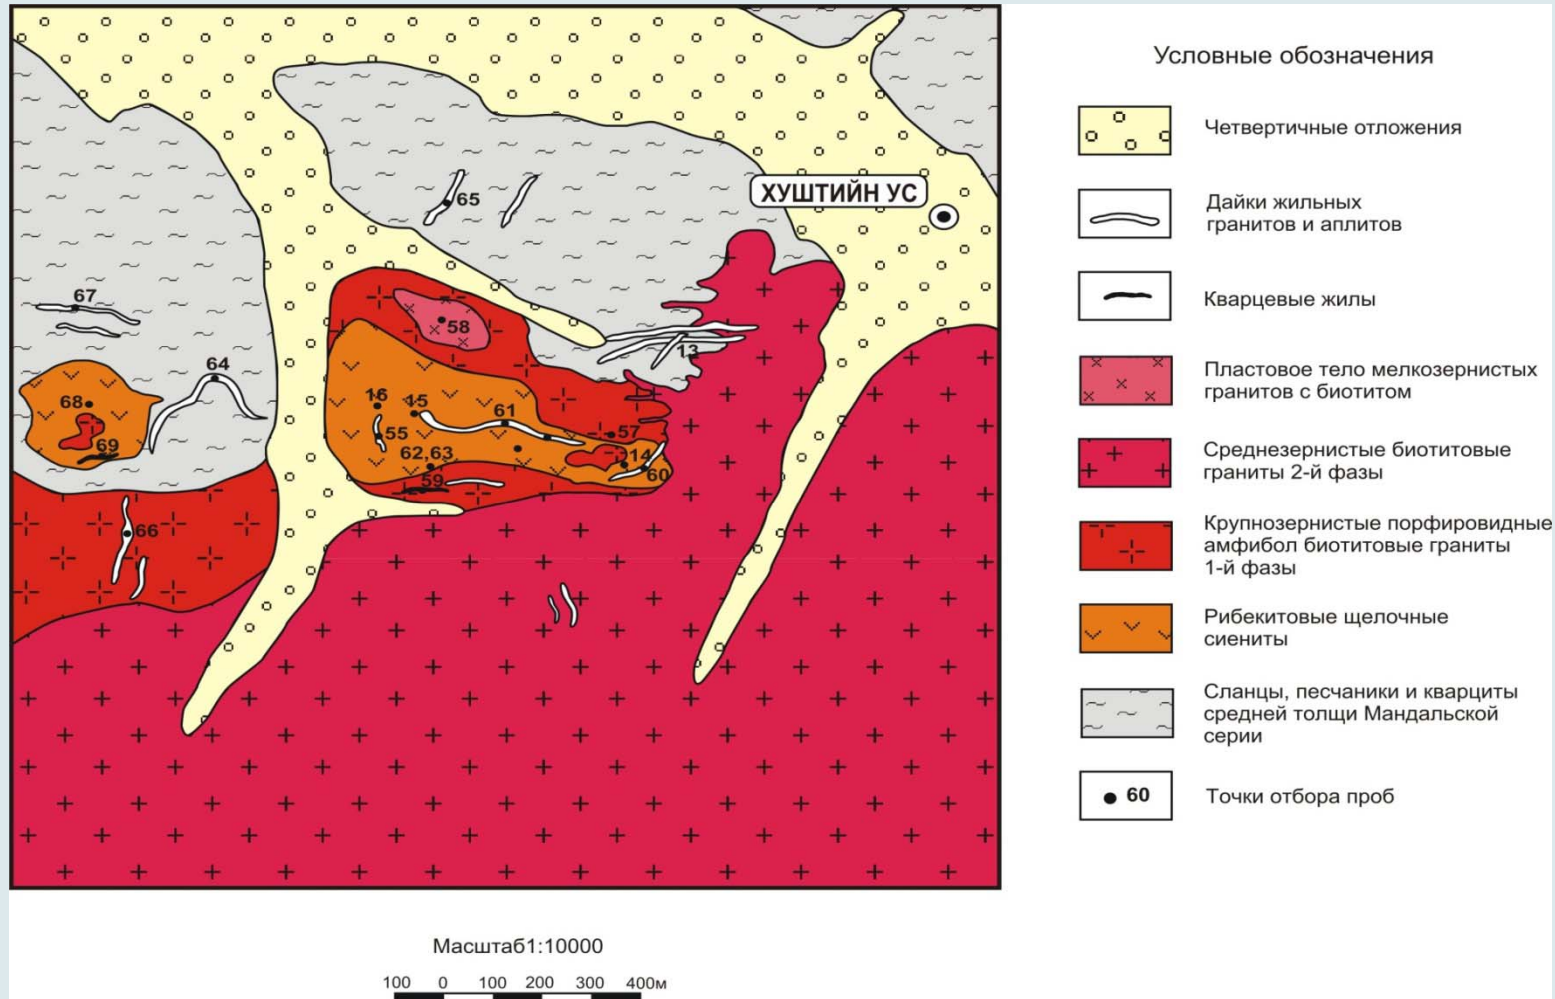 Условные обозначения
ХУШТИЙН УС
65
67
58
64
13
68
16
15
61
55
57
69
62,63
14
59
60
66
Четвертичные отложения
Дайки жильных
гранитов и аплитов
Кварцевые жилы
Пластовое тело мелкозернистых
гранитов с биотитом
Среднезернистые биотитовые
граниты 2-й фазы
Крупнозернистые порфировидные
амфибол биотитовые граниты
1-й фазы
Рибекитовые щелочные
сиениты
Сланцы, песчаники и кварциты
средней толщи Мандальской
серии
60
Точки отбора проб
Масштаб1:10000
100 0 100 200 300 400м